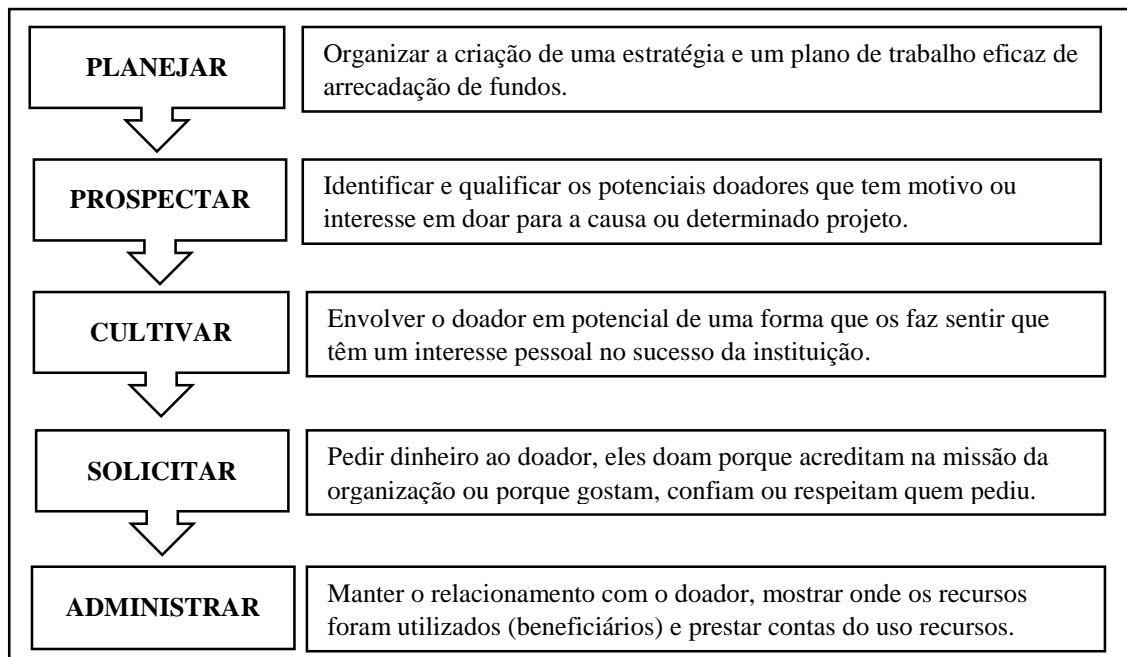 PLANEJAR
Organizar a criação de uma estratégia e um plano de trabalho eficaz de
arrecadação de fundos.
PROSPECTAR
Identificar e qualificar os potenciais doadores que tem motivo ou
interesse em doar para a causa ou determinado projeto.
CULTIVAR
Envolver o doador em potencial de uma forma que os faz sentir que
têm um interesse pessoal no sucesso da instituição.
SOLICITAR
Pedir dinheiro ao doador, eles doam porque acreditam na missão da
organização ou porque gostam, confiam ou respeitam quem pediu.
ADMINISTRAR
Manter o relacionamento com o doador, mostrar onde os recursos
foram utilizados (beneficiários) e prestar contas do uso recursos.